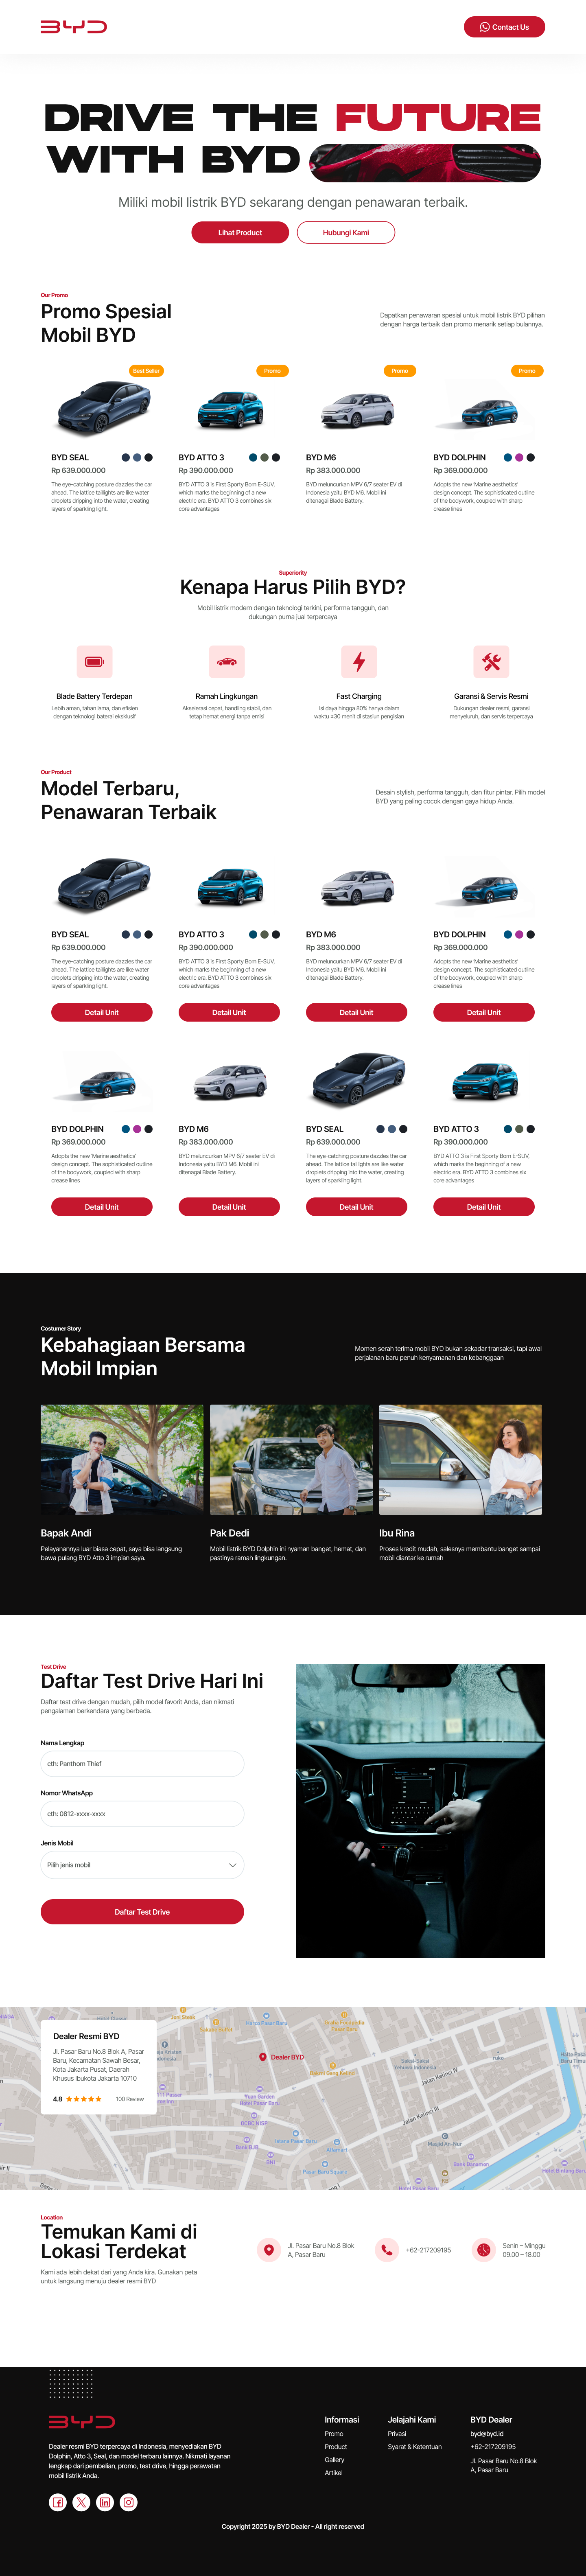 BYD
Contact Us
DRIVE THE FUTURE
WITH BYD
Miliki mobil listrik BYD sekarang dengan penawaran terbaik.
Lihat Product
Hubungi Kami
Our Promo
Promo Spesial
Mobil BYD
Dapatkan penawaran spesial untuk mobil listrik BYD pilihan
dengan harga terbaik dan promo menarik setiap bulannya.
Best Seller
BYD SEAL
Rp 639.000.000
The eye-catching posture dazzles the car
ahead. The lattice taillights are like water
droplets dripping into the water, creating
layers of sparkling light.
Promo
BYD ATTO 3
Rp 390.000.000
BYD ATTO 3 is First Sporty Born E-SUV,
which marks the beginning of a new
electric era. BYD ATTO 3 combines six
core advantages
Promo
BYD M6
Rp 383.000.000
BYD meluncurkan MPV 6/7 seater EV di
Indonesia yaitu BYD M6. Mobil ini
ditenagai Blade Battery.
Promo
BYD DOLPHIN
Rp 369.000.000
Adopts the new 'Marine aesthetics'
design concept. The sophisticated outline
of the bodywork, coupled with sharp
crease lines
Superiority
Kenapa Harus Pilih BYD?
Mobil listrik modern dengan teknologi terkini, performa tangguh, dan
dukungan purna jual terpercaya
Blade Battery Terdepan
Lebih aman, tahan lama, dan efisien
dengan teknologi baterai eksklusif
Ramah Lingkungan
Akselerasi cepat, handling stabil, dan
tetap hemat energi tanpa emisi
Fast Charging
Isi daya hingga 80% hanya dalam
waktu ±30 menit di stasiun pengisian
Garansi & Servis Resmi
Dukungan dealer resmi, garansi
menyeluruh, dan servis terpercaya
Our Product
Model Terbaru,
Penawaran Terbaik
Desain stylish, performa tangguh, dan fitur pintar. Pilih model
BYD yang paling cocok dengan gaya hidup Anda.
BYD SEAL
Rp 639.000.000
The eye-catching posture dazzles the car
ahead. The lattice taillights are like water
droplets dripping into the water, creating
layers of sparkling light.
Detail Unit
BYD ATTO 3
Rp 390.000.000
BYD ATTO 3 is First Sporty Born E-SUV,
which marks the beginning of a new
electric era. BYD ATTO 3 combines six
core advantages
Detail Unit
BYD M6
Rp 383.000.000
BYD meluncurkan MPV 6/7 seater EV di
Indonesia yaitu BYD M6. Mobil ini
ditenagai Blade Battery.
Detail Unit
BYD DOLPHIN
Rp 369.000.000
Adopts the new 'Marine aesthetics'
design concept. The sophisticated outline
of the bodywork, coupled with sharp
crease lines
Detail Unit
BYD DOLPHIN
Rp 369.000.000
Adopts the new 'Marine aesthetics'
design concept. The sophisticated outline
of the bodywork, coupled with sharp
crease lines
Detail Unit
BYD M6
Rp 383.000.000
BYD meluncurkan MPV 6/7 seater EV di
Indonesia yaitu BYD M6. Mobil ini
ditenagai Blade Battery.
Detail Unit
BYD SEAL
Rp 639.000.000
The eye-catching posture dazzles the car
ahead. The lattice taillights are like water
droplets dripping into the water, creating
layers of sparkling light.
Detail Unit
BYD ATTO 3
Rp 390.000.000
BYD ATTO 3 is First Sporty Born E-SUV,
which marks the beginning of a new
electric era. BYD ATTO 3 combines six
core advantages
Detail Unit
Costumer Story
Kebahagiaan Bersama
Mobil Impian
Momen serah terima mobil BYD bukan sekadar transaksi, tapi awal
perjalanan baru penuh kenyamanan dan kebanggaan
Bapak Andi
Pelayanannya luar biasa cepat, saya bisa langsung
bawa pulang BYD Atto 3 impian saya.
Pak Dedi
Mobil listrik BYD Dolphin ini nyaman banget, hemat, dan
pastinya ramah lingkungan.
Ibu Rina
Proses kredit mudah, salesnya membantu banget sampai
mobil diantar ke rumah
Test Drive
Daftar Test Drive Hari Ini
Daftar test drive dengan mudah, pilih model favorit Anda, dan nikmati
pengalaman berkendara yang berbeda.
Nama Lengkap
cth: Panthom Thief
Nomor WhatsApp
cth: 0812-xxxx-xxxx
Jenis Mobil
Pilih jenis mobil
Daftar Test Drive
Dealer Resmi BYD
Jl. Pasar Baru No.8 Blok A, Pasar
Baru, Kecamatan Sawah Besar,
Kota Jakarta Pusat, Daerah
Khusus Ibukota Jakarta 10710
4.8
100 Review
Dealer BYD
Jalan Kelinci IV
Jalan Kelinci III
Hotel Pasar Baru
OCBC NISP
Bank BJB
BNI
Istana Pasar Baru
Alfamart
Pasar Baru Square
Masjid An-Nur
Bank Danamon
Location
Temukan Kami di
Lokasi Terdekat
Kami ada lebih dekat dari yang Anda kira. Gunakan peta
untuk langsung menuju dealer resmi BYD
Jl. Pasar Baru No.8 Blok
A, Pasar Baru
+62-217209195
Senin – Minggu
09.00 – 18.00
BYD
Dealer resmi BYD terpercaya di Indonesia, menyediakan BYD
Dolphin, Atto 3, Seal, dan model terbaru lainnya. Nikmati layanan
lengkap dari pembelian, promo, test drive, hingga perawatan
mobil listrik Anda.
Informasi
Promo
Product
Gallery
Artikel
Jelajahi Kami
Privasi
Syarat & Ketentuan
BYD Dealer
byd@byd.id
+62-217209195
Jl. Pasar Baru No.8 Blok
A, Pasar Baru
Copyright 2025 by BYD Dealer - All right reserved